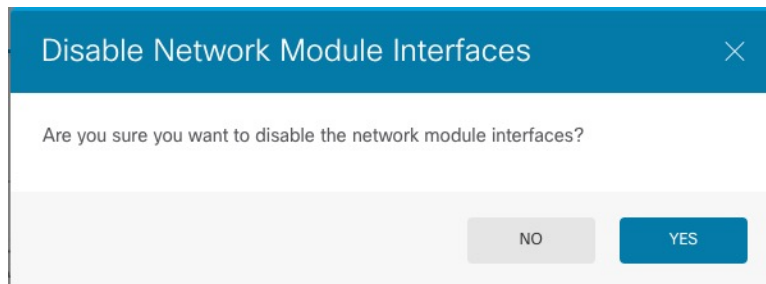 Disable Network Module Interfaces
Are you sure you want to disable the network module interfaces?
NO YES